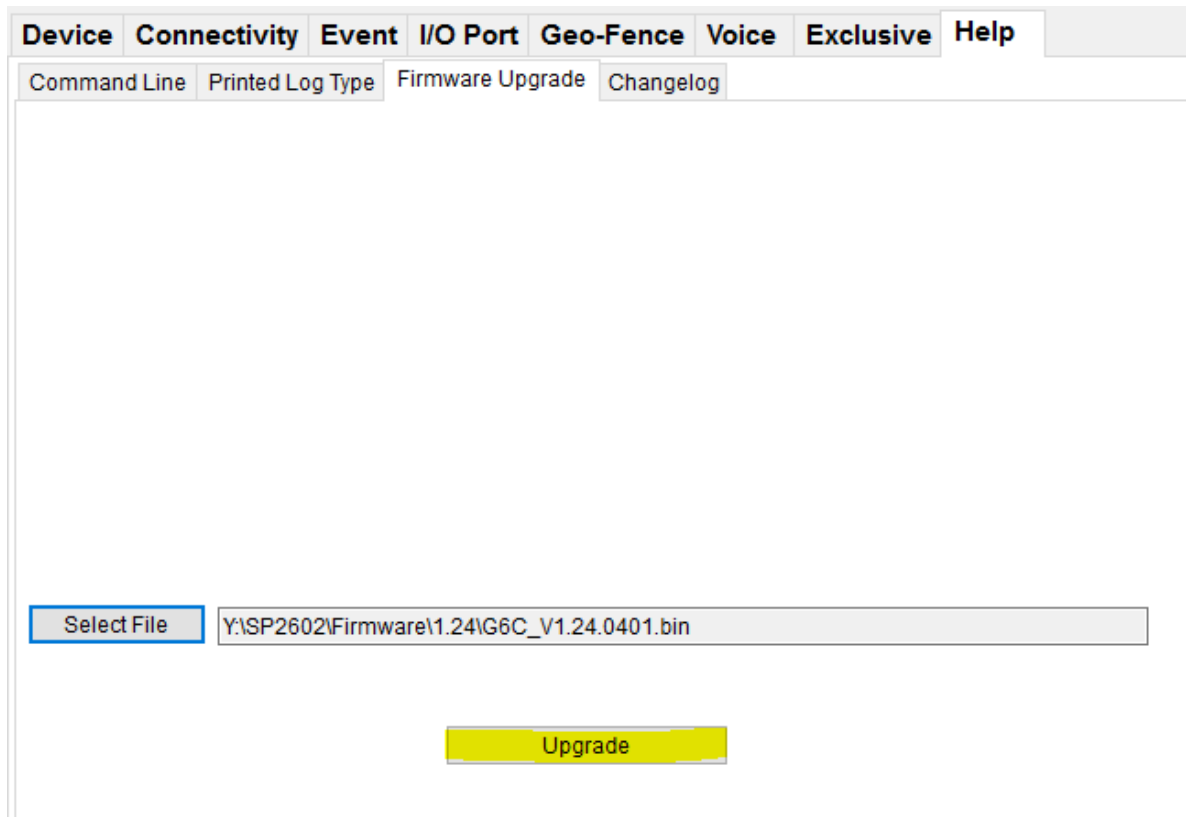 Device Connectivity Event I/O Port Geo-Fence Voice Exclusive Help
Command Line Printed Log Type Firmware Upgrade Changelog
Select File Y:\SP2602\Firmware\1.24\G6C_V1.24.0401.bin
Upgrade